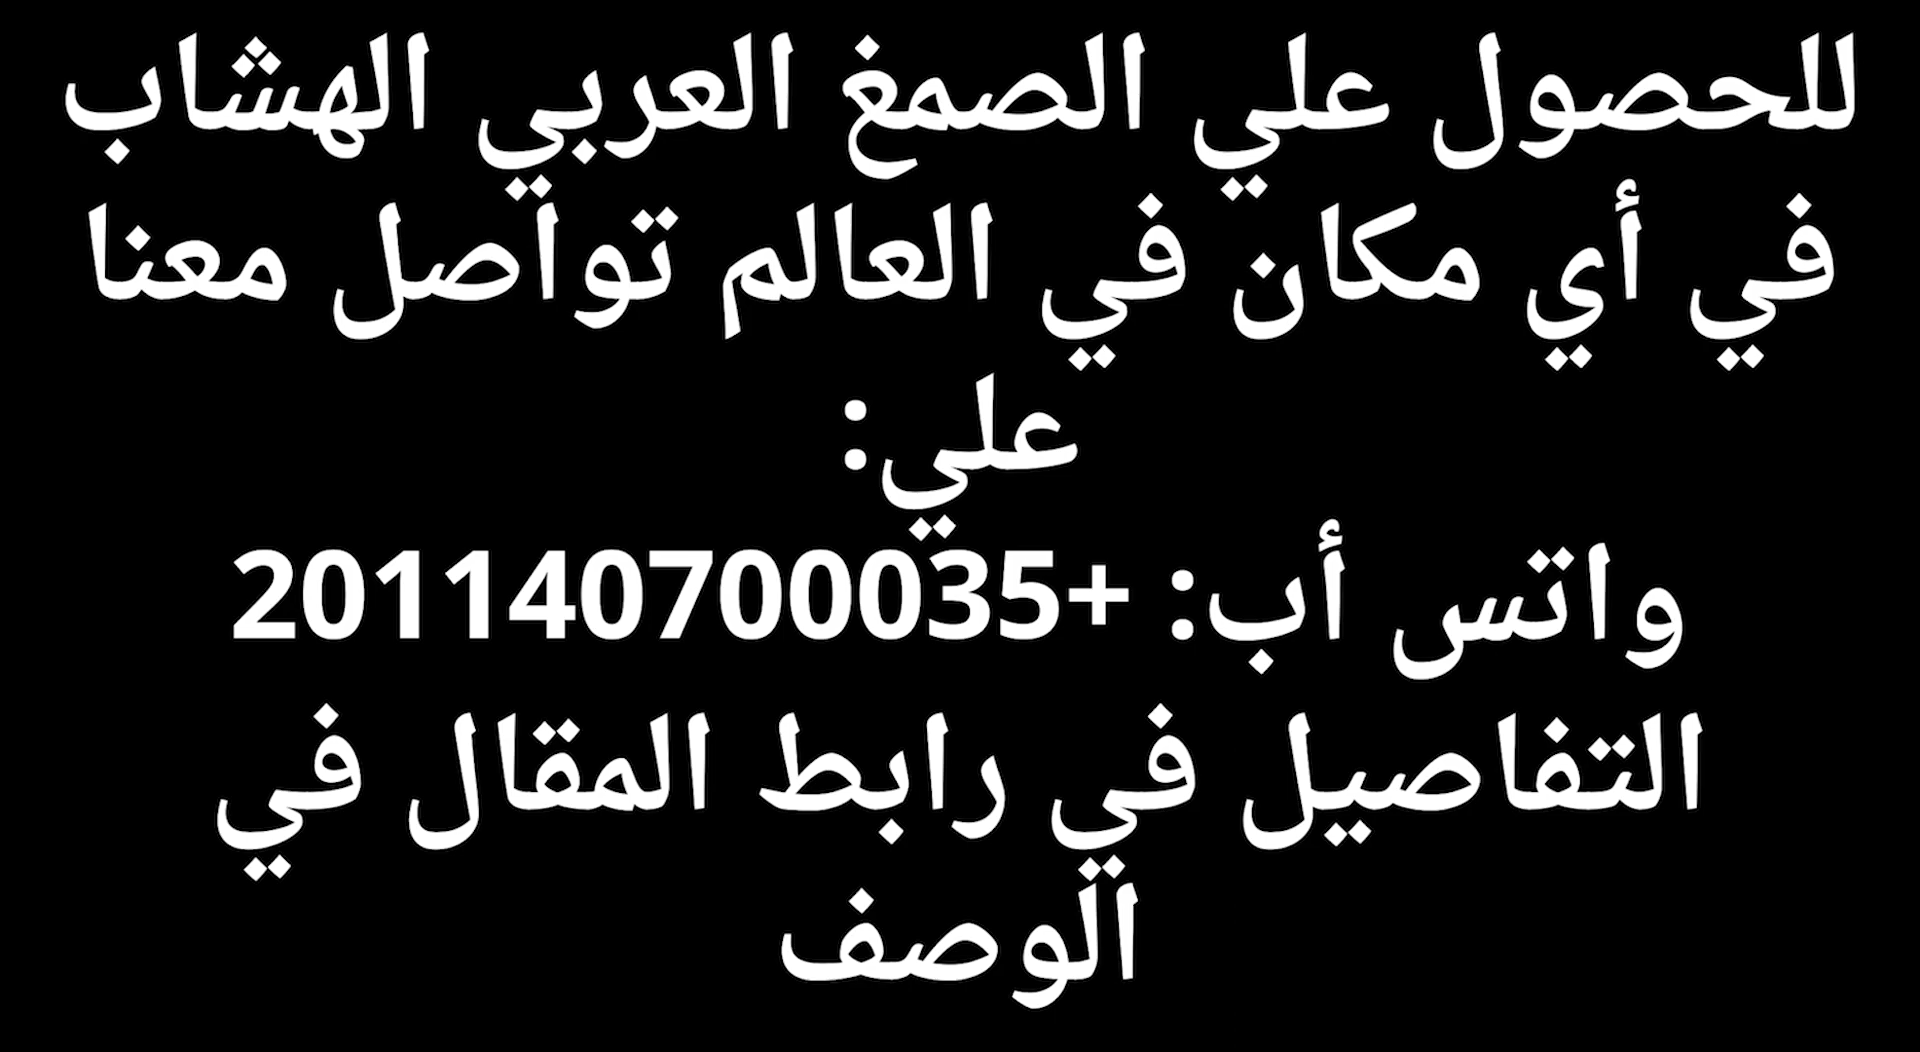 للحصول علي الصمغ العربي الهشاب
في أي مكان في العالم تواصل معنا
علي:
واتس أب: +201140700035
التفاصيل في رابط المقال في
الوصف